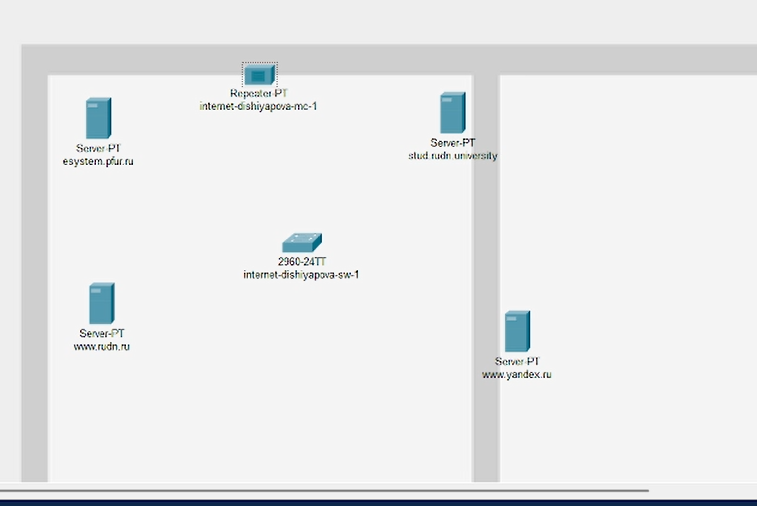 Repeater-PT
internet-dishiyapova-mc-1
Server-PT
esystem.pfur.ru
Server-PT
stud.rudn.university
2960-24TT
internet-dishiyapova-sw-1
Server-PT
www.rudn.ru
Server-PT
www.yandex.ru